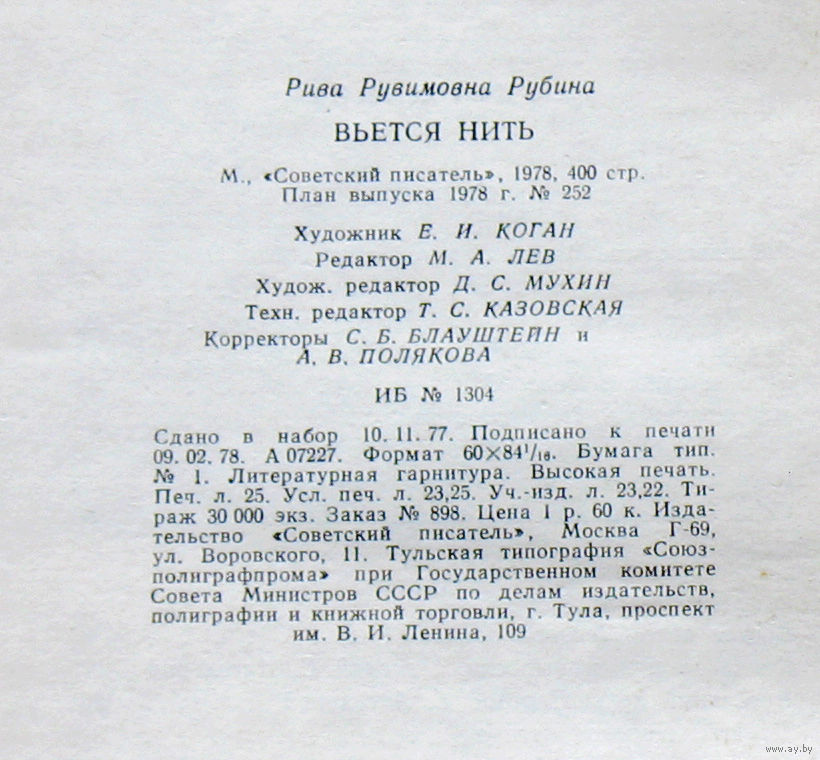 Рива Рувимовна Рубина
ВЬЕТСЯ НИТЬ
М., «Советский писатель», 1978, 400 стр.
План выпуска 1978 г. № 252
Художник Е. И. КОГАН
Редактор М. А. ЛЕВ
Худож. редактор Д. С. МУХИН
Техн. редактор Т. С. КАЗОВСКАЯ
Корректоры С. Б. БЛАУШТЕЙН и
А. В. ПОЛЯКОВА
ИБ № 1304
Сдано в набор 10. 11. 77. Подписано к печати
09. 02. 78. А 07227. Формат 60×84¹/₁₆. Бумага тип.
№ 1. Литературная гарнитура. Высокая печать.
Печ. л. 25. Усл. печ. л. 23,25. Уч.-изд. л. 23,22. Ти-
раж 30 000 экз. Заказ № 898. Цена 1 р. 60 к. Изда-
тельство «Советский писатель», Москва Г-69,
ул. Воровского, 11. Тульская типография «Союз-
полиграфпрома» при Государственном комитете
Совета Министров СССР по делам издательств,
полиграфии и книжной торговли, г. Тула, проспект
им. В. И. Ленина, 109
www.ay.by